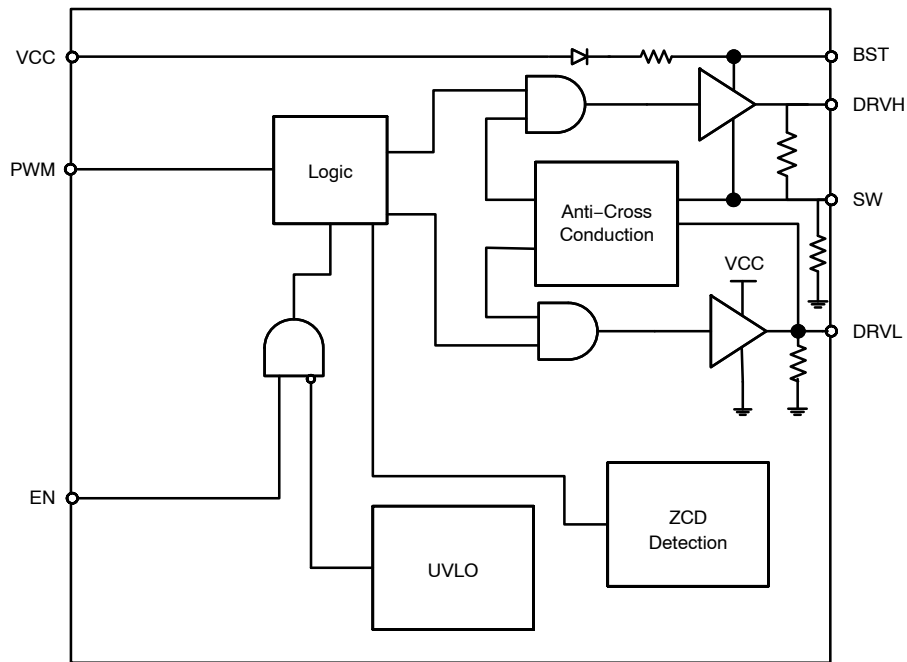 VCC
BST
DRVH
PWM
Logic
SW
Anti−Cross
Conduction
VCC
DRVL
EN
ZCD
Detection
UVLO